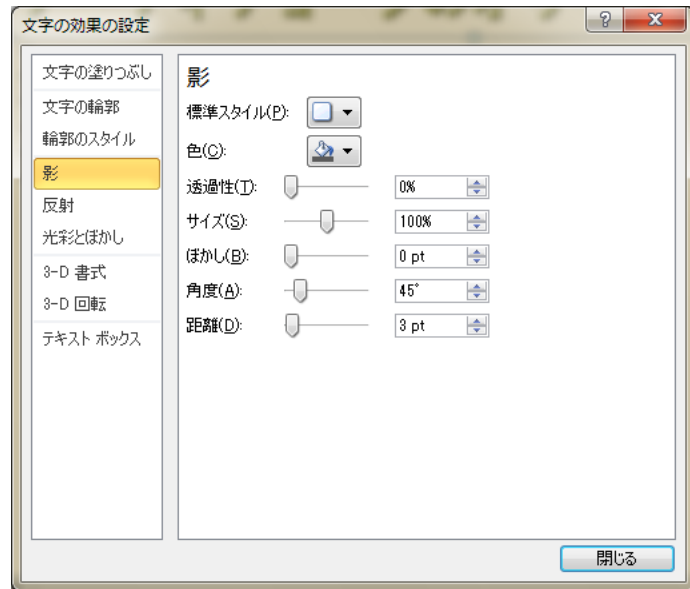 文字の効果の設定
文字の塗りつぶし
文字の輪郭
輪郭のスタイル
影
反射
光彩とぼかし
3-D 書式
3-D 回転
テキスト ボックス
影
標準スタイル(P):
色(C):
透過性(T): 0%
サイズ(S): 100%
ぼかし(B): 0 pt
角度(A): 45°
距離(D): 3 pt
閉じる